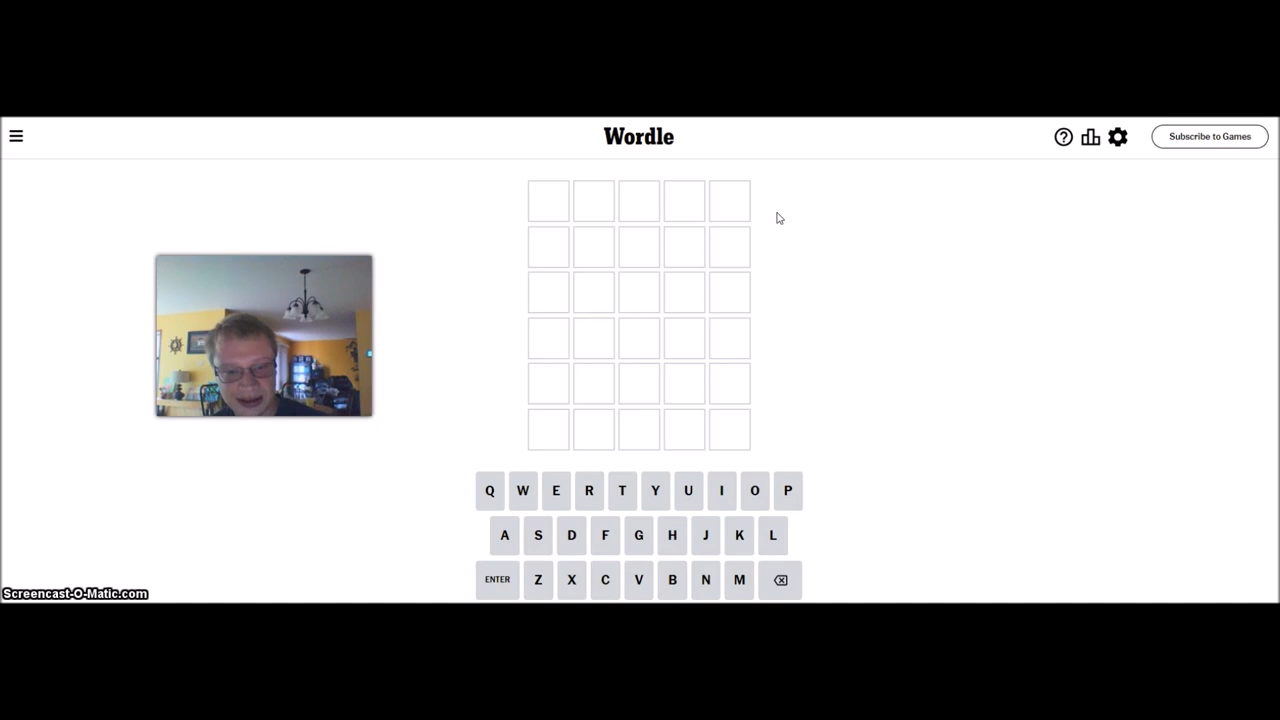 Wordle
Subscribe to Games
Q W E R T Y U I O P
A S D F G H J K L
ENTER Z X C V B N M
Screencast-O-Matic.com